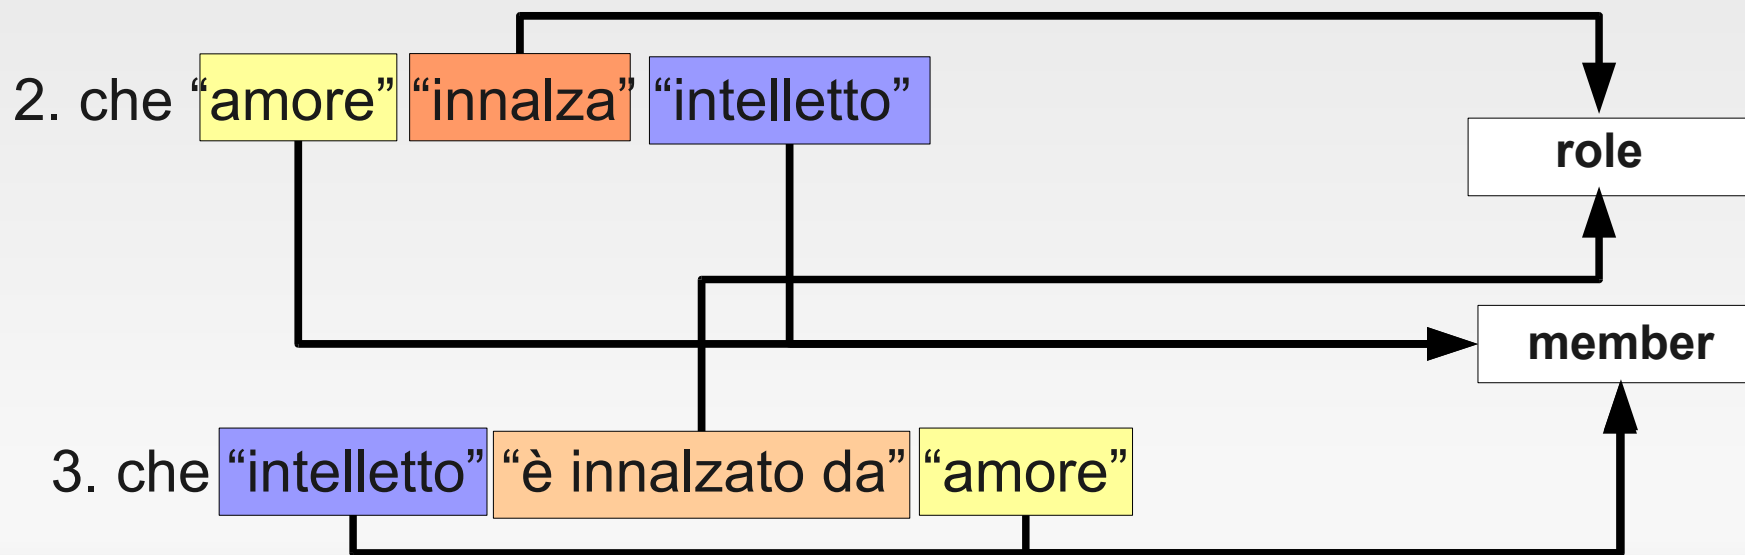 2. che “amore” “innalza” “intelletto”
role
member
3. che “intelletto” “è innalzato da” “amore”